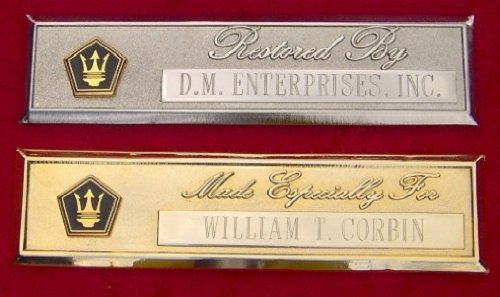 Restored By
D.M. ENTERPRISES, INC.
Made Especially For
WILLIAM T. CORBIN